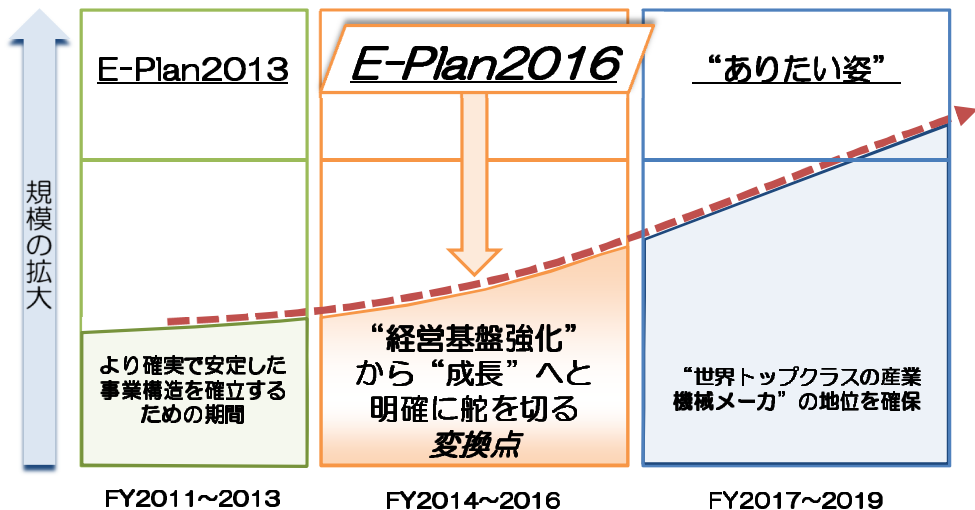 規模の拡大
E-Plan2013
より確実で安定した
事業構造を確立する
ための期間
FY2011～2013
E-Plan2016
“経営基盤強化”
から“成長”へと
明確に舵を切る
変換点
FY2014～2016
“ありたい姿”
“世界トップクラスの産業
機械メーカ”の地位を確保
FY2017～2019